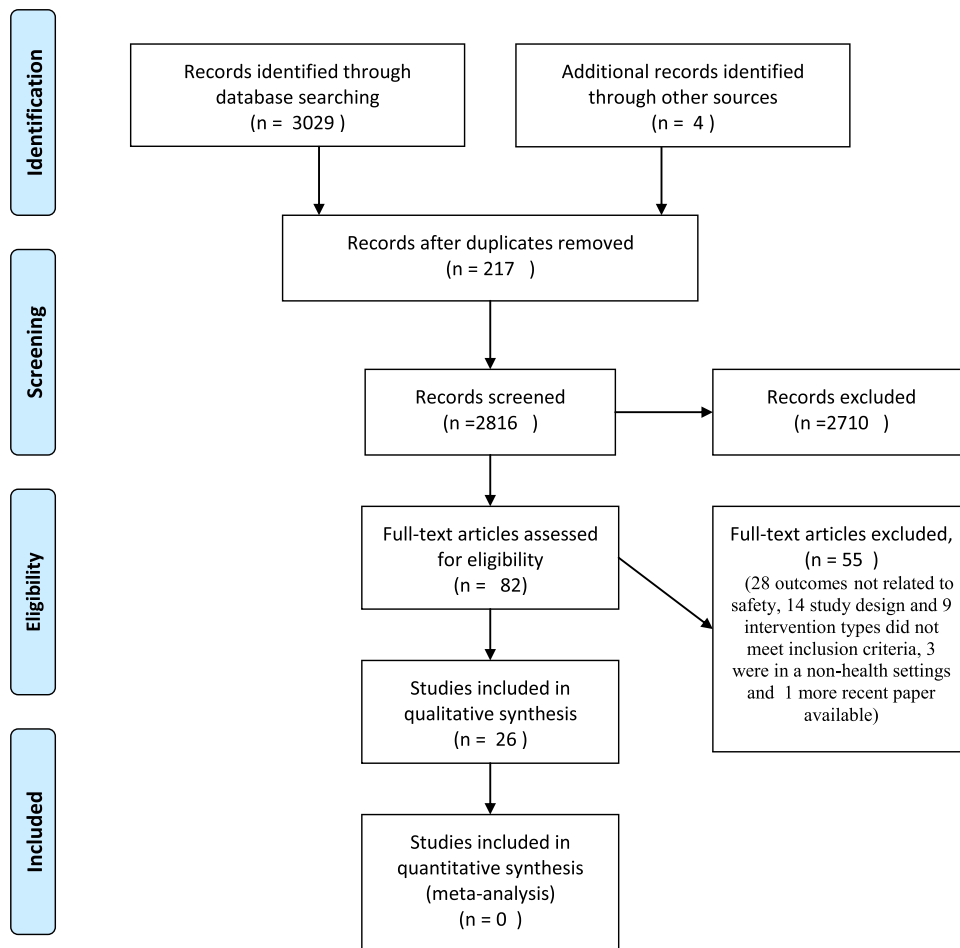 Identification
Records identified through
database searching
(n = 3029 )
Additional records identified
through other sources
(n = 4 )
Records after duplicates removed
(n = 217 )
Screening
Records screened
(n =2816 )
Records excluded
(n =2710 )
Eligibility
Full-text articles assessed
for eligibility
(n = 82)
Full-text articles excluded,
(n = 55 )
(28 outcomes not related to
safety, 14 study design and 9
intervention types did not
meet inclusion criteria, 3
were in a non-health settings
and 1 more recent paper
available)
Studies included in
qualitative synthesis
(n = 26 )
Included
Studies included in
quantitative synthesis
(meta-analysis)
(n = 0 )